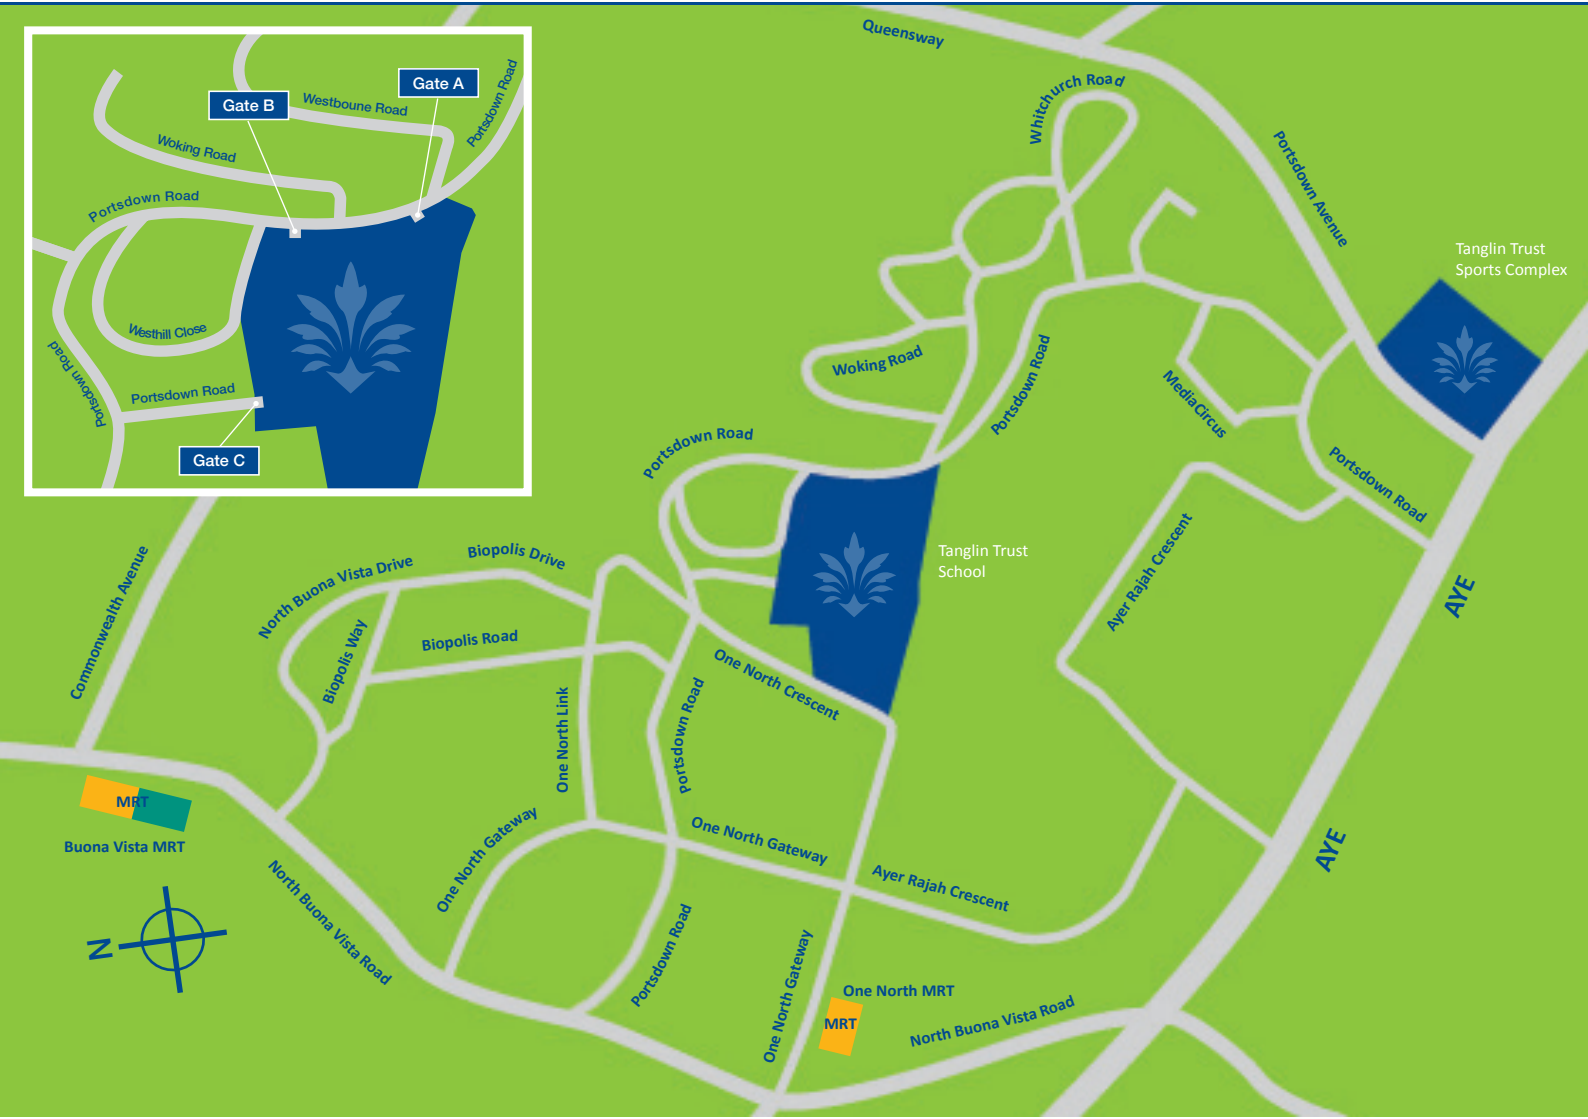 Queensway
Gate A
Gate B
Westboune Road
Portsdown Road
Woking Road
Portsdown Road
Westhill Close
Portsdown Road
Portsdown Road
Gate C
Whitchurch Road
Portsdown Avenue
Tanglin Trust
Sports Complex
Woking Road
Portsdown Road
MediaCircus
Portsdown Road
Portsdown Road
Ayer Rajah Crescent
AYE
Tanglin Trust
School
Commonwealth Avenue
North Buona Vista Drive
Biopolis Drive
Biopolis Way
Biopolis Road
One North Crescent
One North Link
Portsdown Road
MRT
Buona Vista MRT
One North Gateway
One North Gateway
AYE
Ayer Rajah Crescent
North Buona Vista Road
N
Portsdown Road
One North Gateway
One North MRT
MRT
North Buona Vista Road